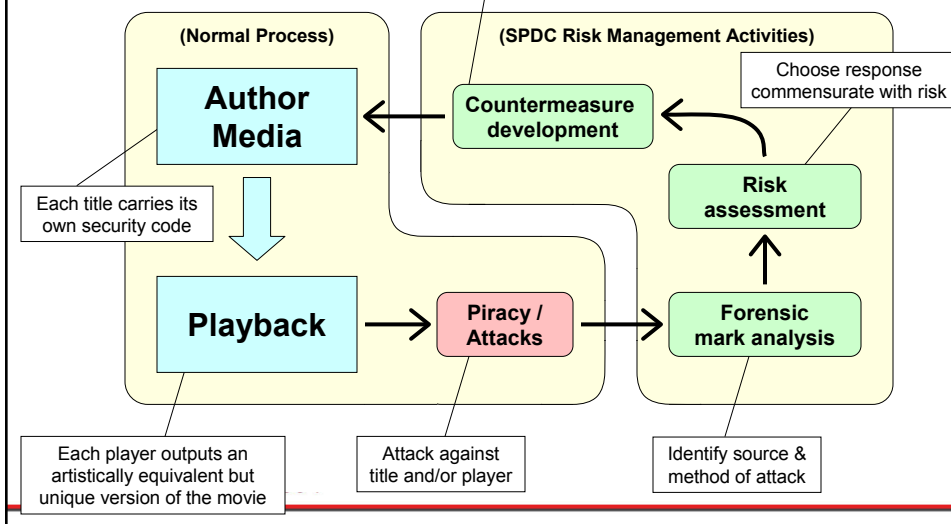 (Normal Process)
(SPDC Risk Management Activities)
Choose response
commensurate with risk
Author
Media
Countermeasure
development
Each title carries its
own security code
Risk
assessment
Playback
Piracy /
Attacks
Forensic
mark analysis
Each player outputs an
artistically equivalent but
unique version of the movie
Attack against
title and/or player
Identify source &
method of attack